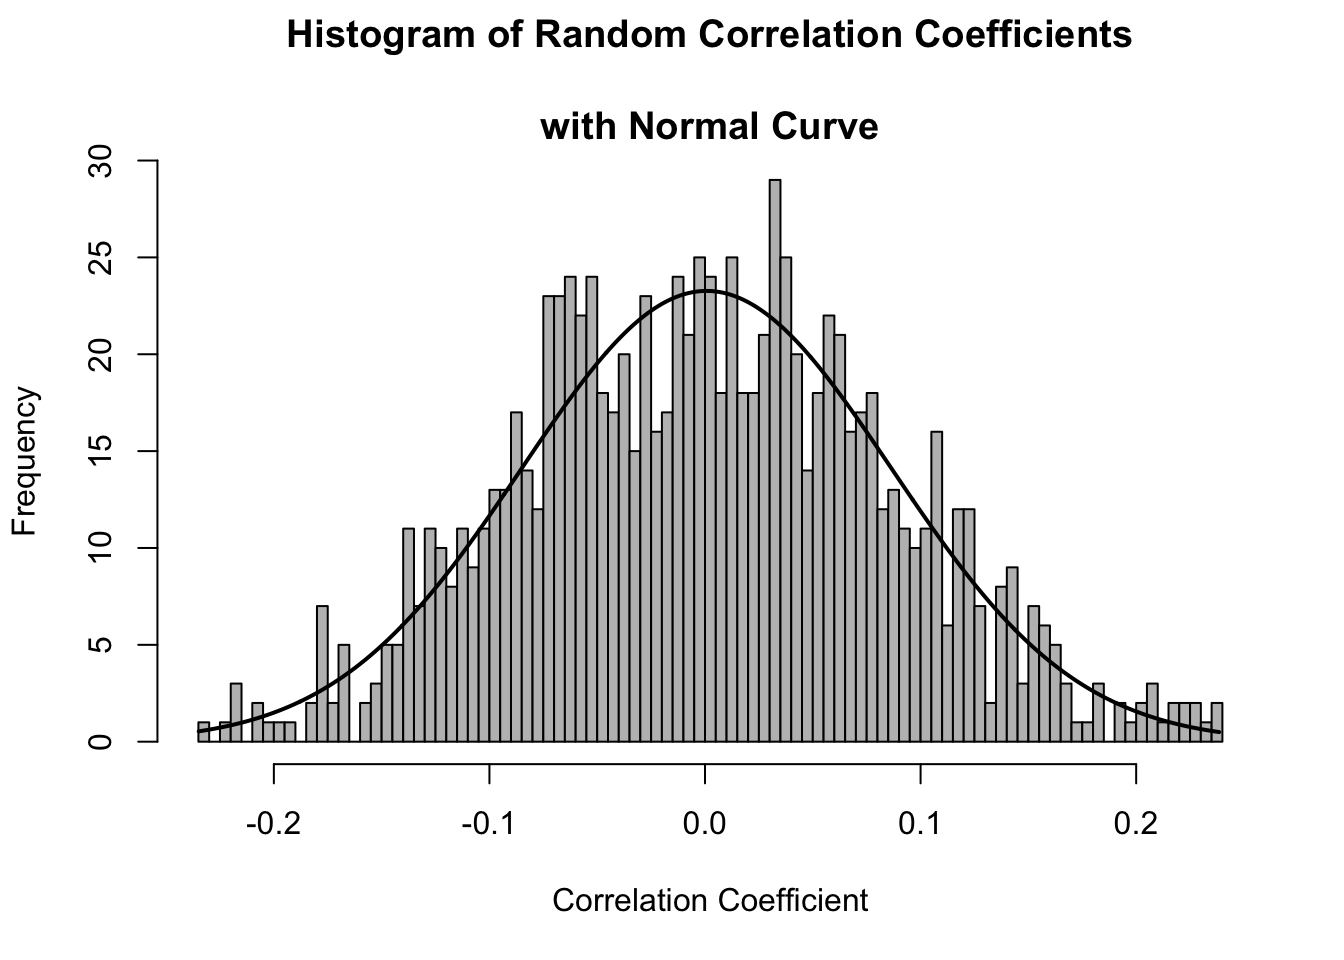 Histogram of Random Correlation Coefficients
with Normal Curve
30
25
20
15
10
5
0
Frequency
-0.2 -0.1 0.0 0.1 0.2
Correlation Coefficient